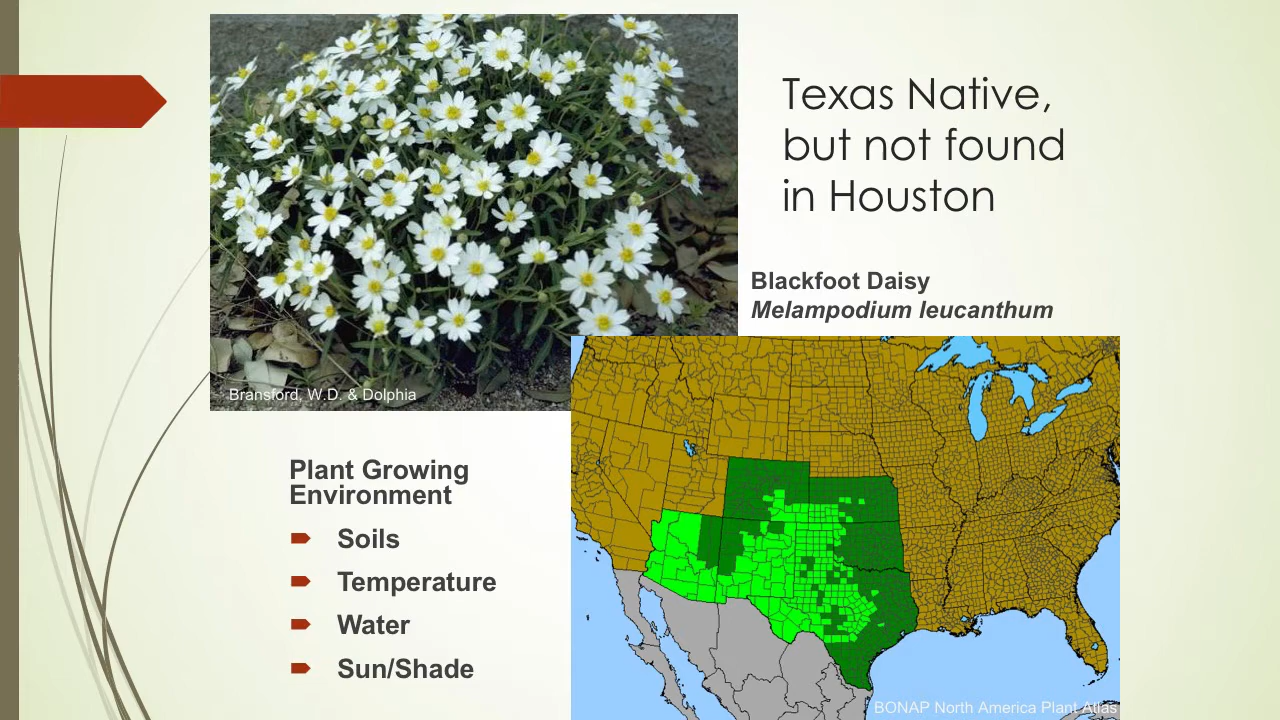 Texas Native,
but not found
in Houston
Blackfoot Daisy
Melampodium leucanthum
Bransford, W.D. & Dolphia
Plant Growing
Environment
Soils
Temperature
Water
Sun/Shade
BONAP North America Plant Atlas